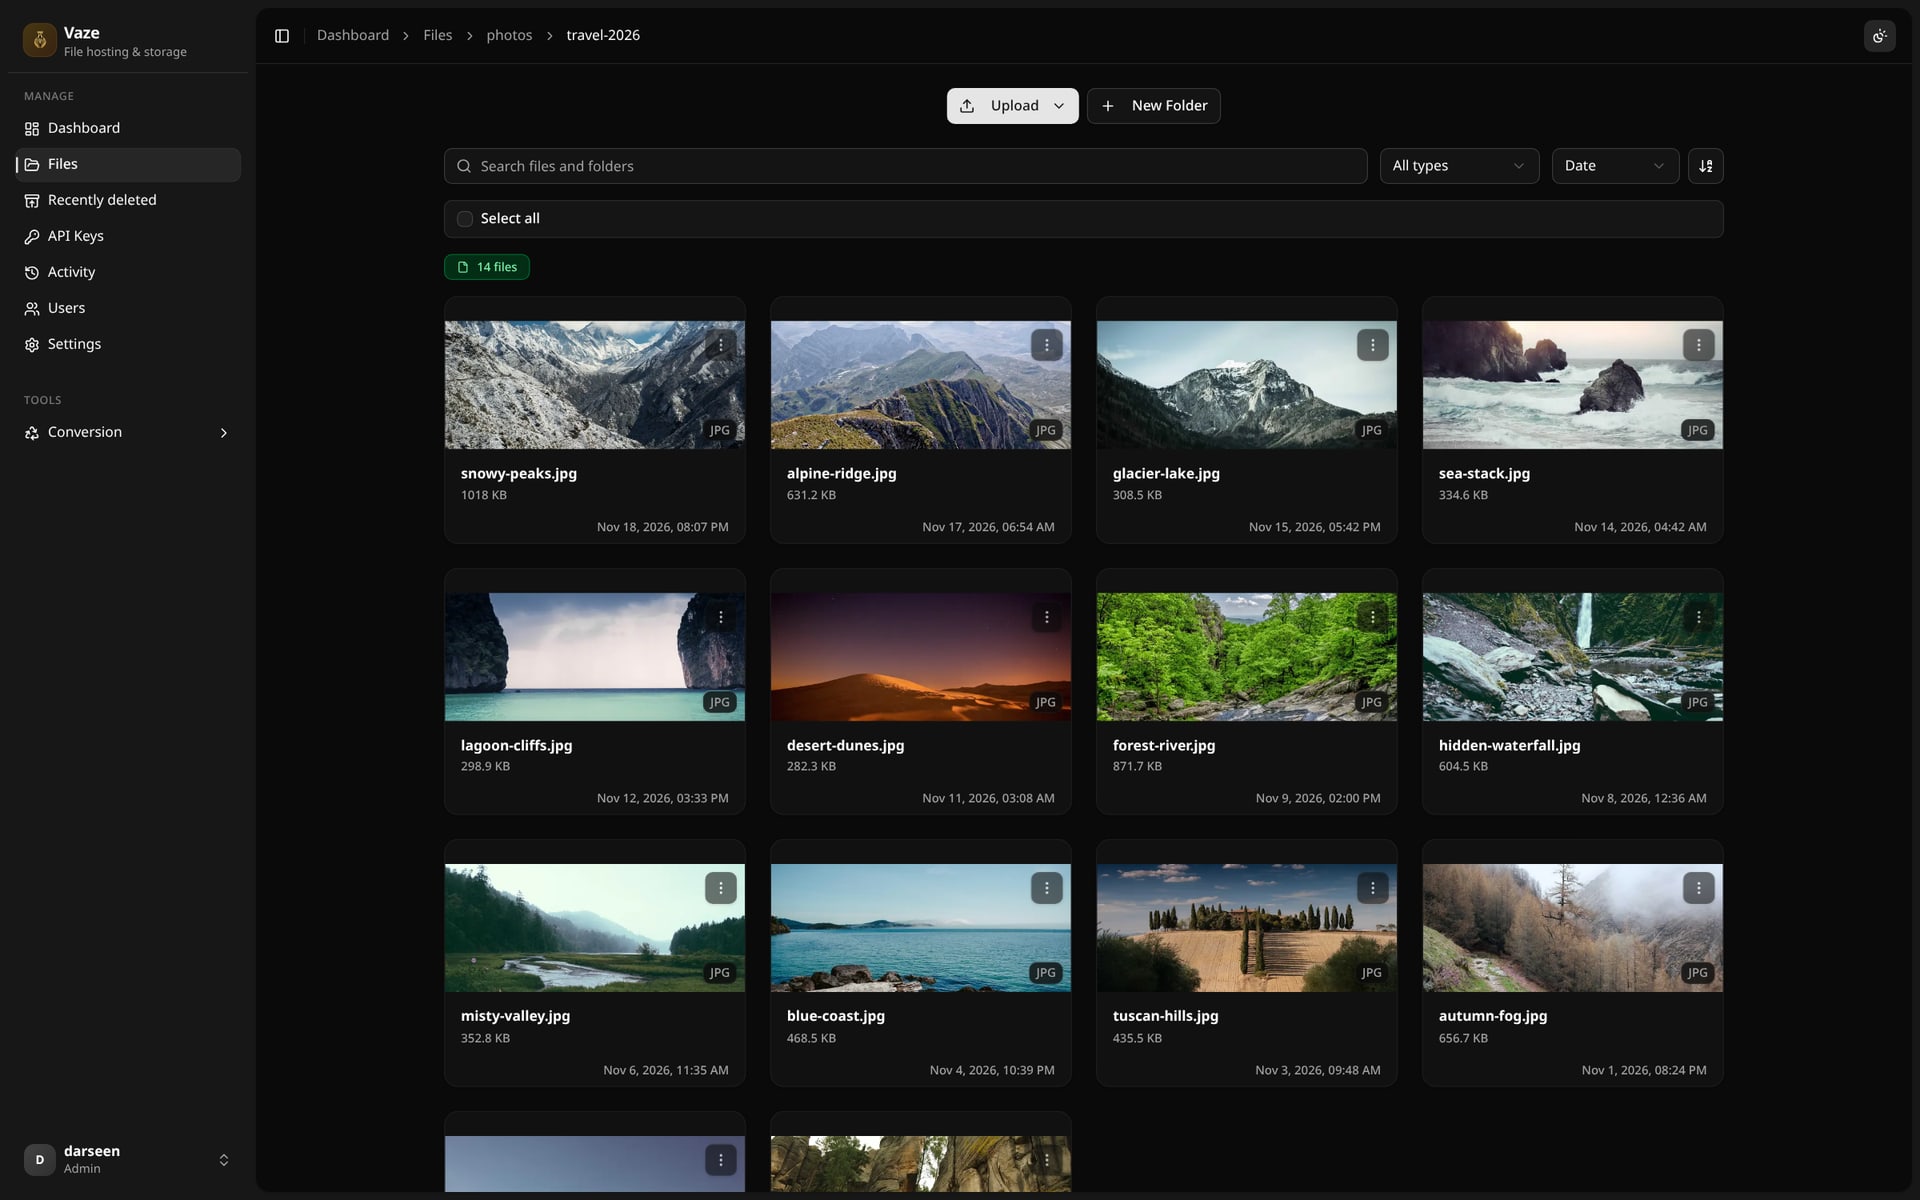 Vaze
File hosting & storage
MANAGE
Dashboard
Files
Recently deleted
API Keys
Activity
Users
Settings
TOOLS
Conversion
D
darseen
Admin
Dashboard > Files > photos > travel-2026
Upload
New Folder
Search files and folders
All types
Date
Select all
14 files
JPG
snowy-peaks.jpg
1018 KB
Nov 18, 2026, 08:07 PM
JPG
alpine-ridge.jpg
631.2 KB
Nov 17, 2026, 06:54 AM
JPG
glacier-lake.jpg
308.5 KB
Nov 15, 2026, 05:42 PM
JPG
sea-stack.jpg
334.6 KB
Nov 14, 2026, 04:42 AM
JPG
lagoon-cliffs.jpg
298.9 KB
Nov 12, 2026, 03:33 PM
JPG
desert-dunes.jpg
282.3 KB
Nov 11, 2026, 03:08 AM
JPG
forest-river.jpg
871.7 KB
Nov 9, 2026, 02:00 PM
JPG
hidden-waterfall.jpg
604.5 KB
Nov 8, 2026, 12:36 AM
JPG
misty-valley.jpg
352.8 KB
Nov 6, 2026, 11:35 AM
JPG
blue-coast.jpg
468.5 KB
Nov 4, 2026, 10:39 PM
JPG
tuscan-hills.jpg
435.5 KB
Nov 3, 2026, 09:48 AM
JPG
autumn-fog.jpg
656.7 KB
Nov 1, 2026, 08:24 PM